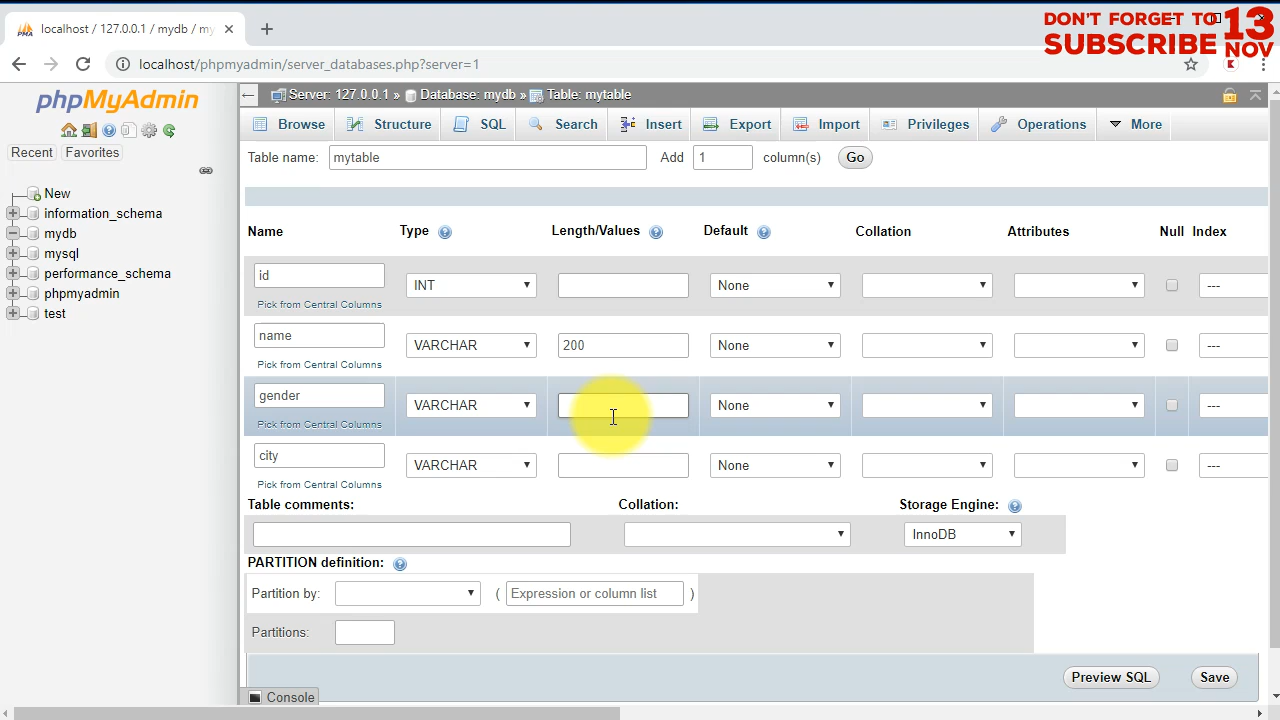 localhost / 127.0.0.1 / mydb / my
DON'T FORGET TO
SUBSCRIBE
13
NOV
localhost/phpmyadmin/server_databases.php?server=1
phpMyAdmin
Recent
Favorites
New
information_schema
mydb
mysql
performance_schema
phpmyadmin
test
Server: 127 0 0 1 » Database: mydb » Table: mytable
Browse Structure SQL Search Insert Export Import Privileges Operations More
Table name: mytable Add 1 column(s) Go
Name Type Length/Values Default Collation Attributes Null Index
id INT None ---
Pick from Central Columns
name VARCHAR 200 None ---
Pick from Central Columns
gender VARCHAR None ---
Pick from Central Columns
city VARCHAR None ---
Pick from Central Columns
Table comments: Collation: Storage Engine:
InnoDB
PARTITION definition:
Partition by: ( Expression or column list )
Partitions:
Preview SQL Save
Console